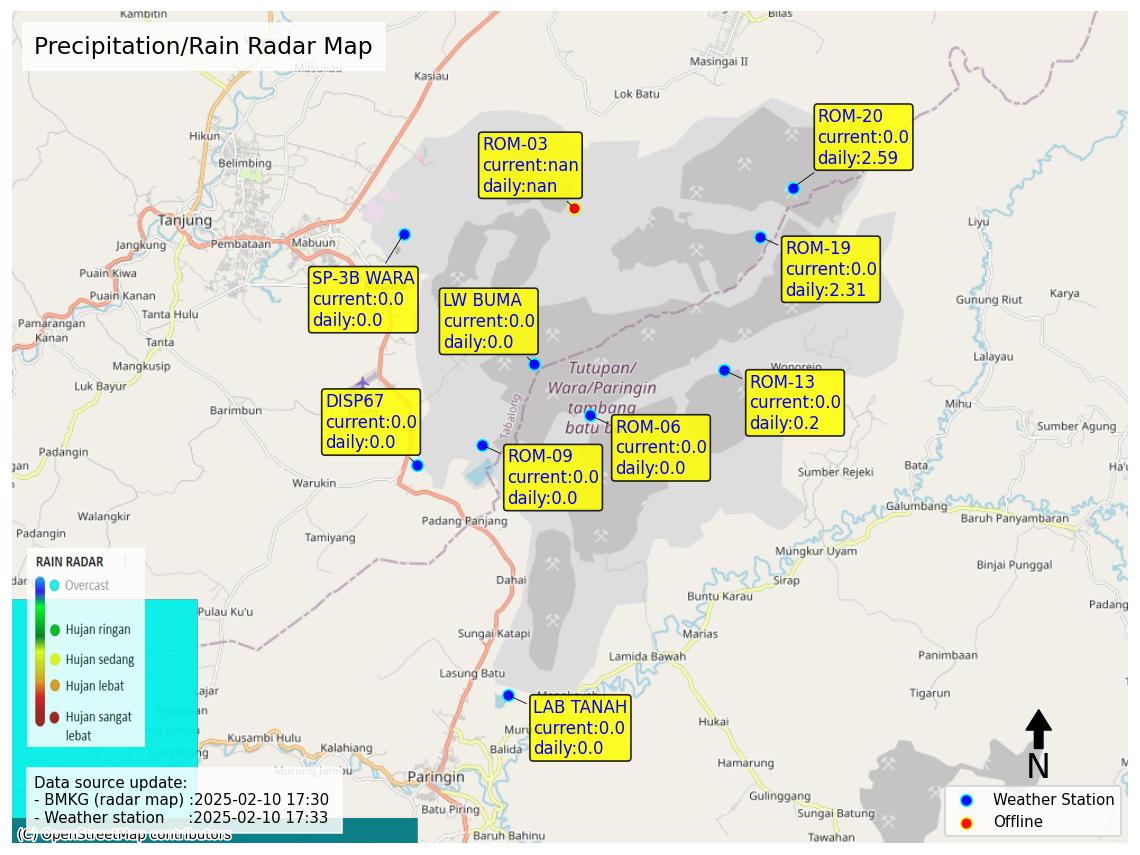 Kambitin
Bilas
Precipitation/Rain Radar Map
Masukau
Kasiau
Masingai II
Lok Batu
Hikun
Belimbing
ROM-03
current:nan
daily:nan
ROM-20
current:0.0
daily:2.59
Tanjung
Jangkung
Pembataan
Mabuun
Liyu
Puain Kiwa
Puain Kanan
Tanta Hulu
SP-3B WARA
current:0.0
daily:0.0
LW BUMA
current:0.0
daily:0.0
ROM-19
current:0.0
daily:2.31
Gunung Riut
Karya
Pamarangan
Kanan
Tanta
Mangkusip
Luk Bayur
Lalayau
Wonorejo
Tutupan/
Wara/Paringin
tambang
batu b
Tabalong
ROM-13
current:0.0
daily:0.2
DISP67
current:0.0
daily:0.0
Barimbun
Mihu
Sumber Agung
ROM-06
current:0.0
daily:0.0
ROM-09
current:0.0
daily:0.0
gan
Padangin
Warukin
Sumber Rejeki
Bata
Galumbang
Baruh Panyambaran
Walangkir
Padangin
Tamiyang
Padang Panjang
Mungkur Uyam
Binjai Punggal
Sirap
Dahai
Buntu Karau
Padang
RAIN RADAR
Overcast
Hujan ringan
Hujan sedang
Hujan lebat
Hujan sangat
lebat
Pulau Ku'u
Sungai Katapi
Marias
Lamida Bawah
Panimbaan
Lasung Batu
Tigarun
Lajar
LAB TANAH
current:0.0
daily:0.0
Hukai
Kusambi Hulu
Kalahiang
Balida
Hamarung
Murung Jambu
Paringin
Gulinggang
Batu Piring
Sungai Batung
Baruh Bahinu
Tawahan
N
Data source update:
- BMKG (radar map) :2025-02-10 17:30
- Weather station :2025-02-10 17:33
(C) OpenStreetMap contributors
Weather Station
Offline